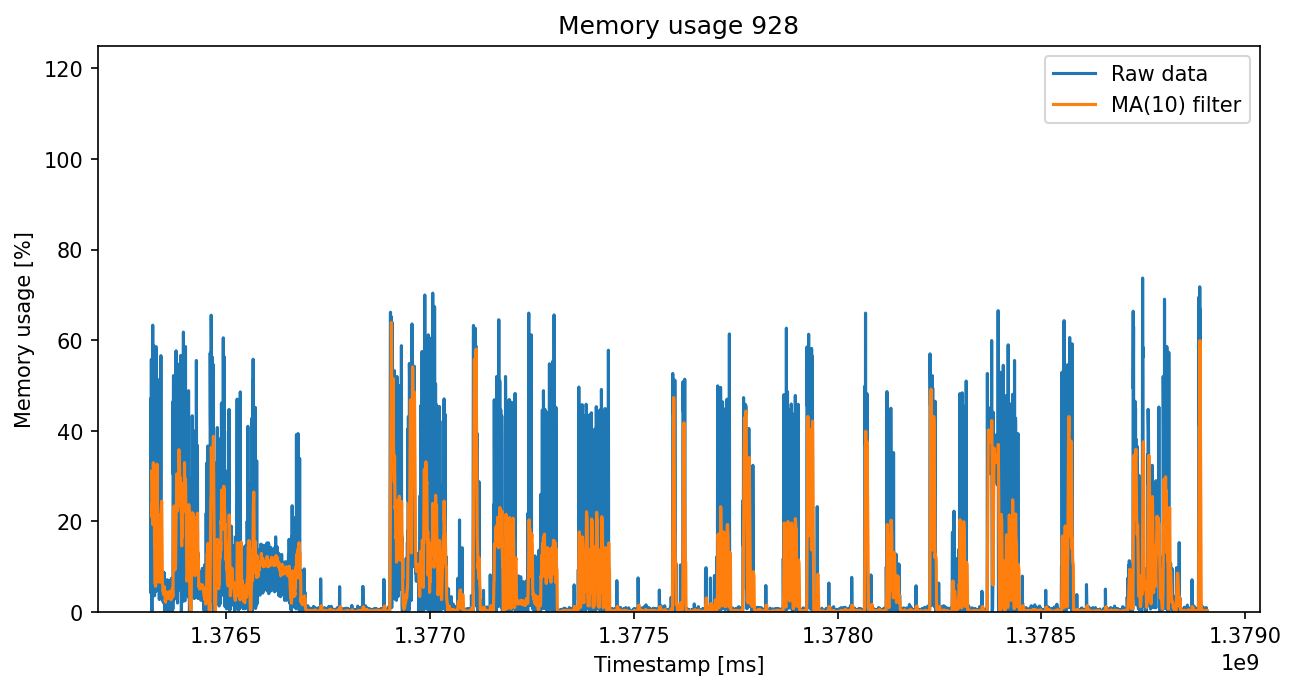 Memory usage 928
Raw data
MA(10) filter
Memory usage [%]
120
100
80
60
40
20
0
1.3765
1.3770
1.3775
1.3780
1.3785
1.3790
1e9
Timestamp [ms]